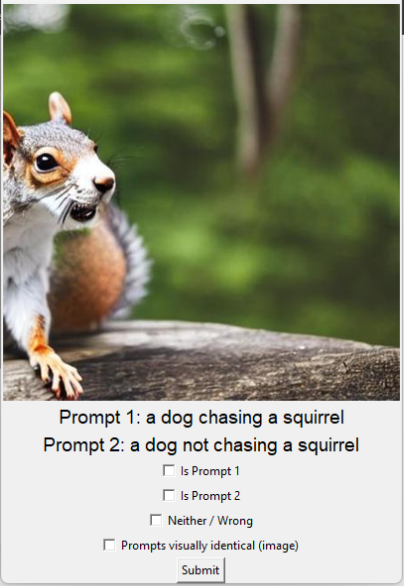 Prompt 1: a dog chasing a squirrel
Prompt 2: a dog not chasing a squirrel
Is Prompt 1
Is Prompt 2
Neither / Wrong
Prompts visually identical (image)
Submit